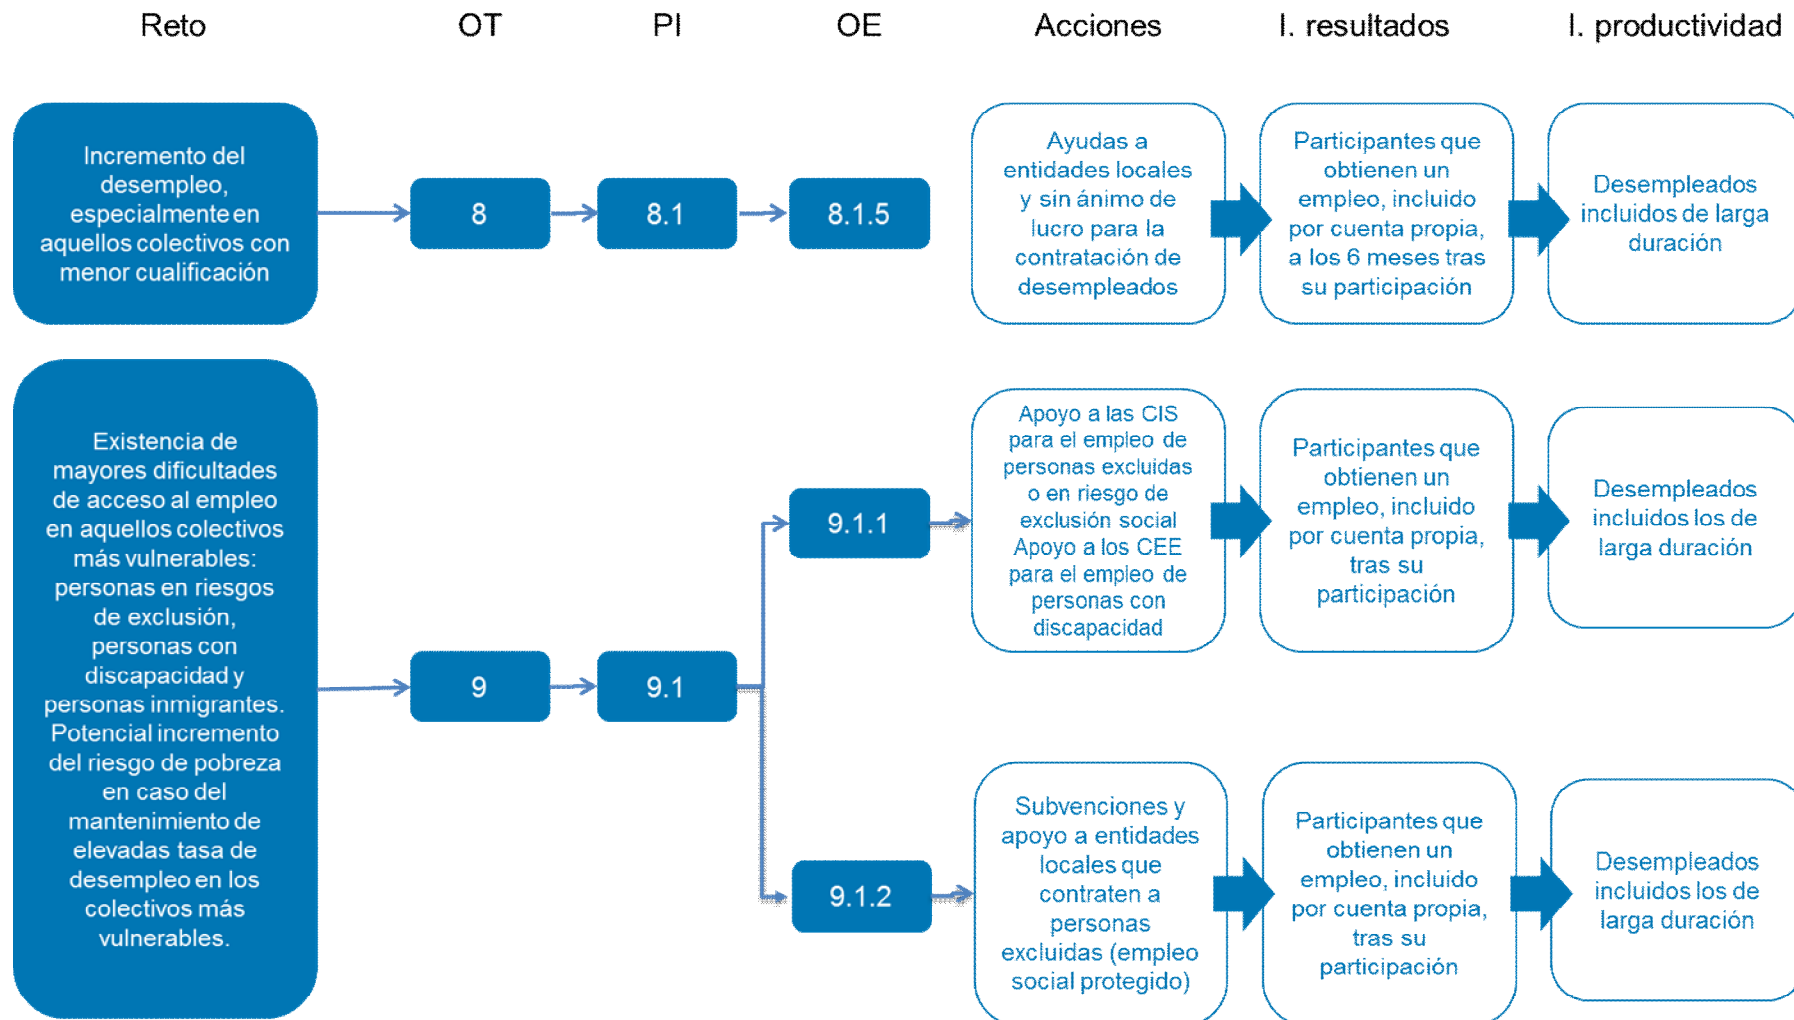 Reto OT PI OE Acciones I. resultados I. productividad
Incremento del
desempleo,
especialmente en
aquellos colectivos con
menor cualificación
8
8.1
8.1.5
Ayudas a
entidades locales
y sin ánimo de
lucro para la
contratación de
desempleados
Participantes que
obtienen un
empleo, incluido
por cuenta propia,
a los 6 meses tras
su participación
Desempleados
incluidos de larga
duración
Existencia de
mayores dificultades
de acceso al empleo
en aquellos colectivos
más vulnerables:
personas en riesgos
de exclusión,
personas con
discapacidad y
personas inmigrantes.
Potencial incremento
del riesgo de pobreza
en caso del
mantenimiento de
elevadas tasa de
desempleo en los
colectivos más
vulnerables.
9
9.1
9.1.1
Apoyo a las CIS
para el empleo de
personas excluidas
o en riesgo de
exclusión social
Apoyo a los CEE
para el empleo de
personas con
discapacidad
Participantes que
obtienen un
empleo, incluido
por cuenta propia,
tras su
participación
Desempleados
incluidos los de
larga duración
9.1.2
Subvenciones y
apoyo a entidades
locales que
contraten a
personas
excluidas (empleo
social protegido)
Participantes que
obtienen un
empleo, incluido
por cuenta propia,
tras su
participación
Desempleados
incluidos los de
larga duración